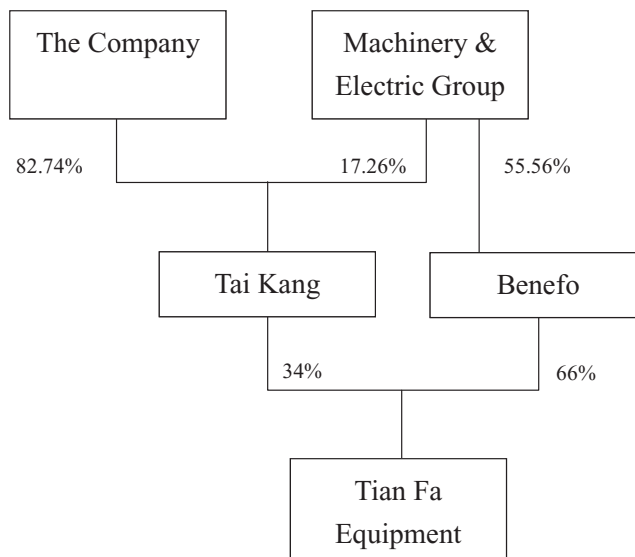 The Company
Machinery &
Electric Group
82.74%
17.26%
55.56%
Tai Kang
Benefo
34%
66%
Tian Fa
Equipment